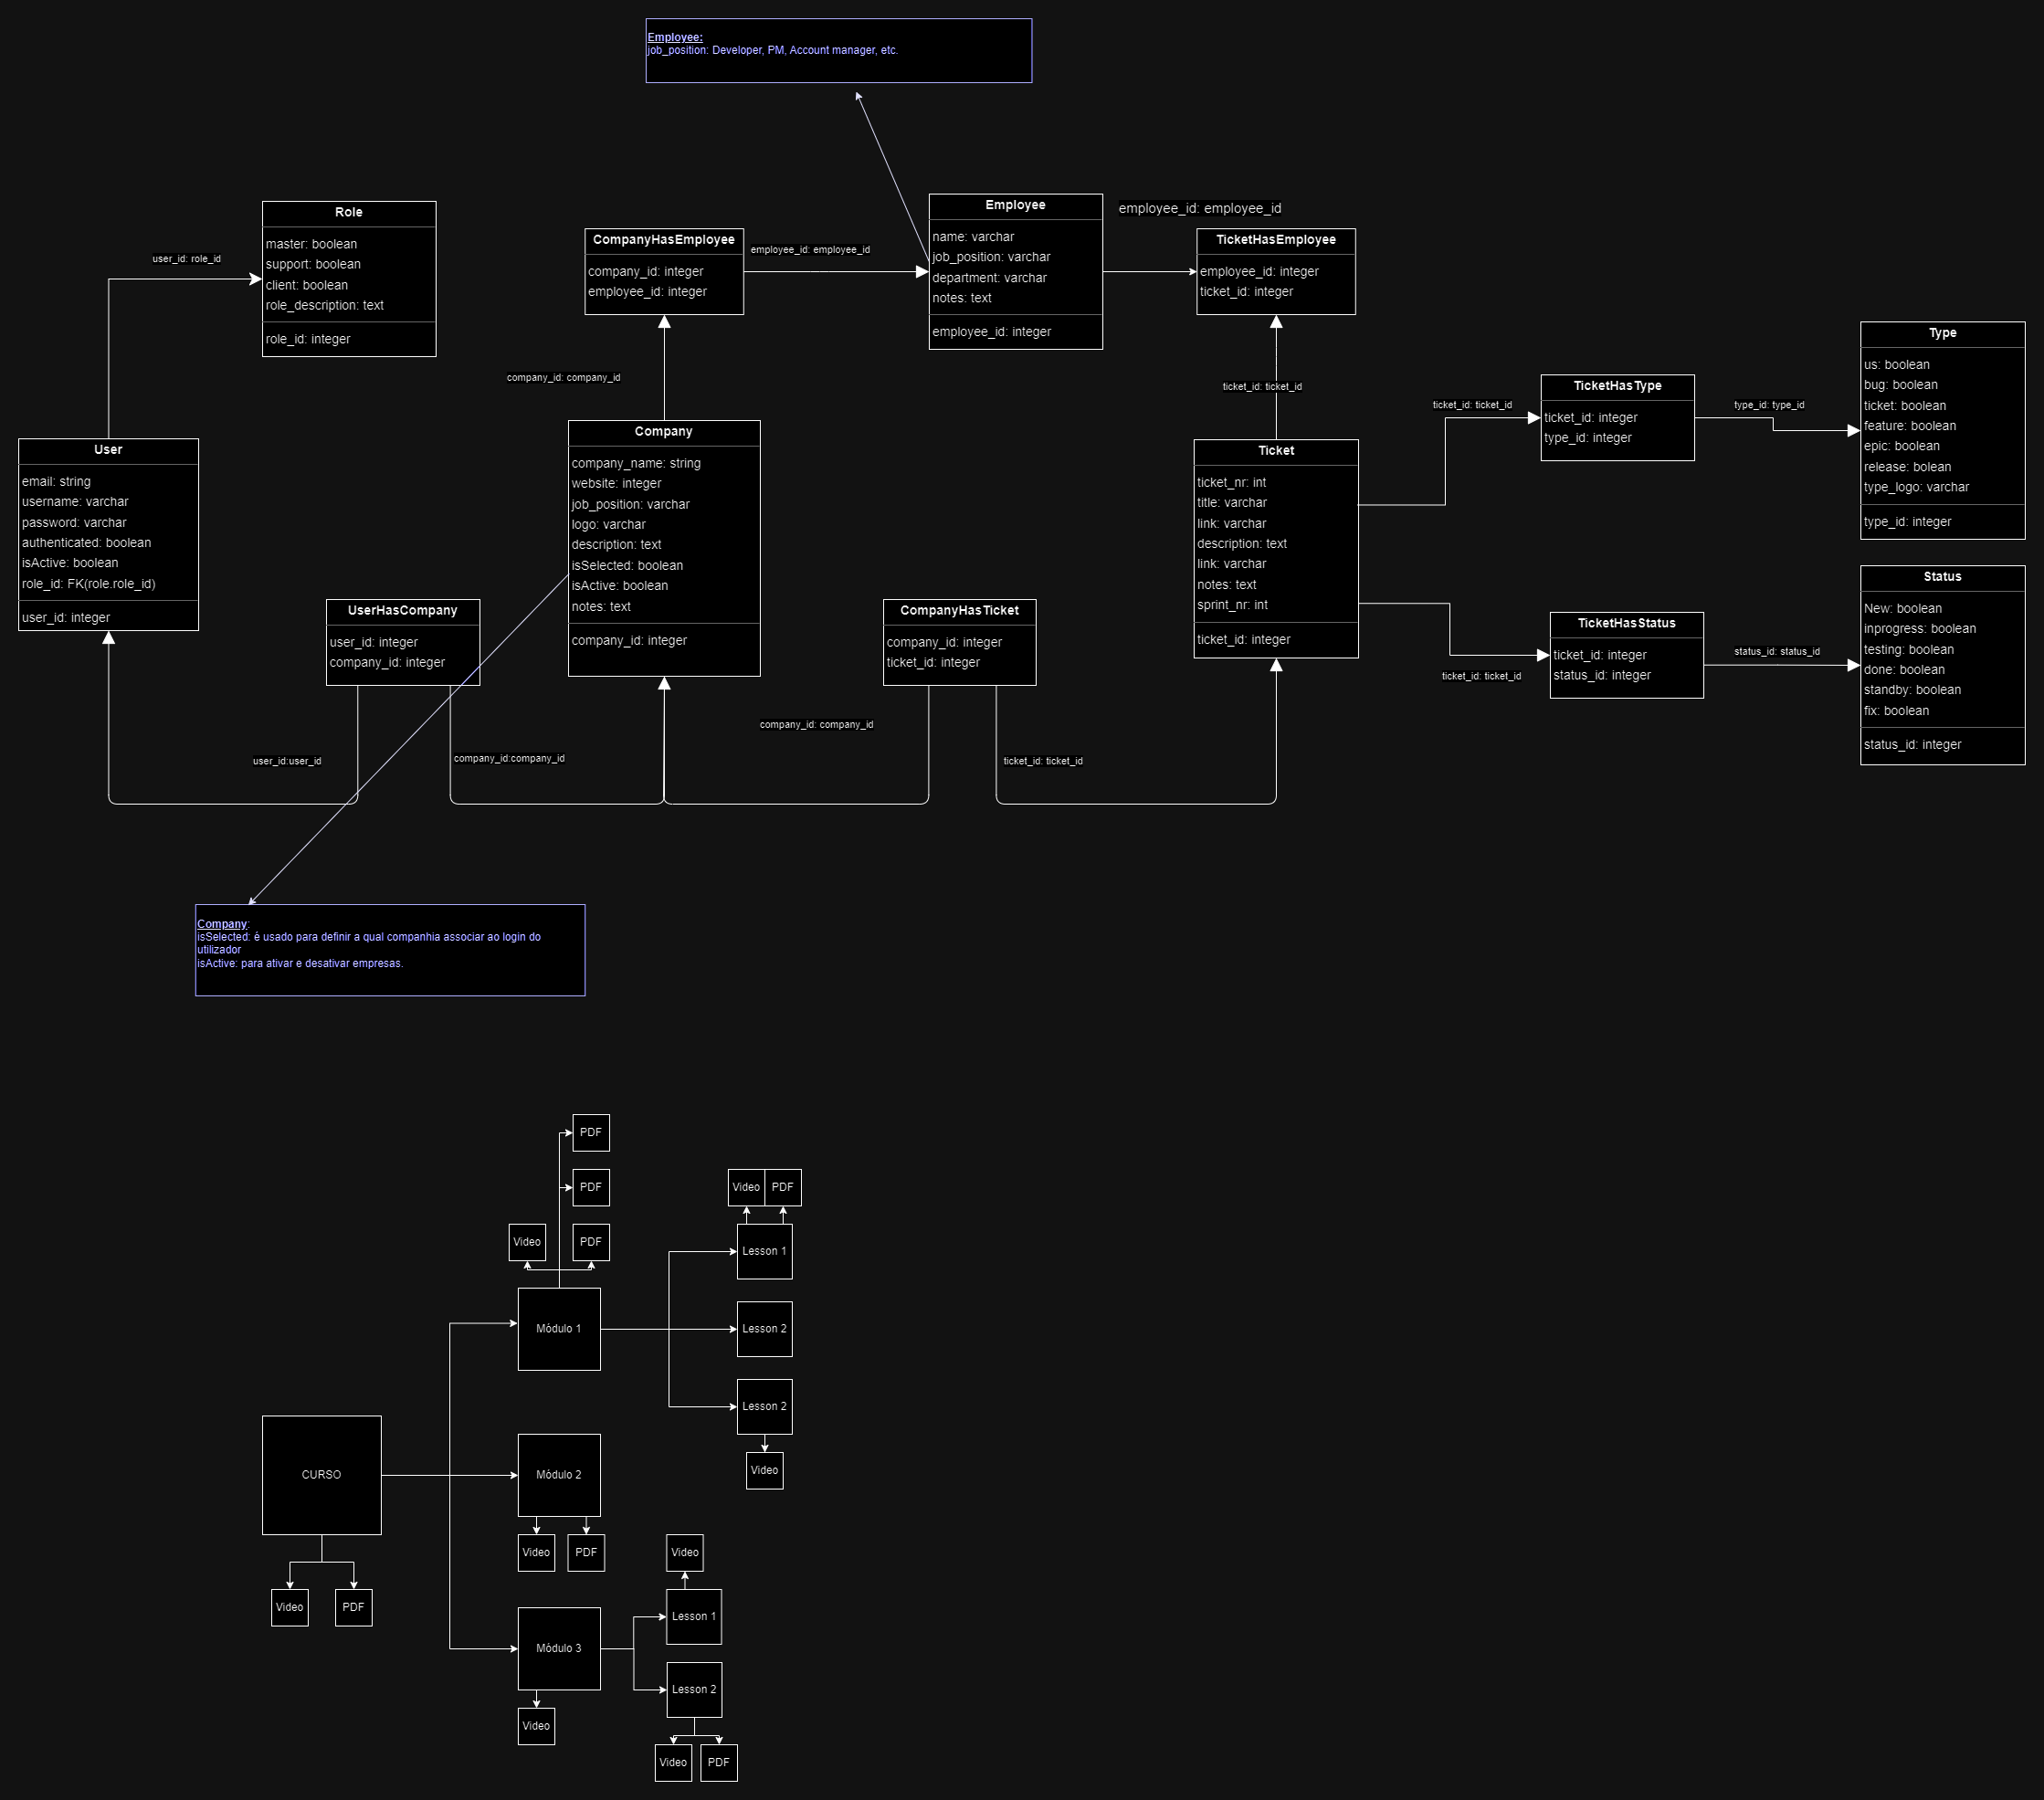 Employee:
job_position: Developer, PM, Account manager, etc.
Role
master: boolean
support: boolean
client: boolean
role_description: text
role_id: integer
user_id: role_id
CompanyHasEmployee
company_id: integer
employee_id: integer
employee_id: employee_id
Employee
name: varchar
job_position: varchar
department: varchar
notes: text
employee_id: integer
employee_id: employee_id
TicketHasEmployee
employee_id: integer
ticket_id: integer
company_id: company_id
ticket_id: ticket_id
User
email: string
username: varchar
password: varchar
authenticated: boolean
isActive: boolean
role_id: FK(role.role_id)
user_id: integer
UserHasCompany
user_id: integer
company_id: integer
Company
company_name: string
website: integer
job_position: varchar
logo: varchar
description: text
isSelected: boolean
isActive: boolean
notes: text
company_id: integer
CompanyHasTicket
company_id: integer
ticket_id: integer
Ticket
ticket_nr: int
title: varchar
link: varchar
description: text
link: varchar
notes: text
sprint_nr: int
ticket_id: integer
ticket_id: ticket_id
TicketHasType
ticket_id: integer
type_id: integer
type_id: type_id
Type
us: boolean
bug: boolean
ticket: boolean
feature: boolean
epic: boolean
release: bolean
type_logo: varchar
type_id: integer
TicketHasStatus
ticket_id: integer
status_id: integer
ticket_id: ticket_id
status_id: status_id
Status
New: boolean
inprogress: boolean
testing: boolean
done: boolean
standby: boolean
fix: boolean
status_id: integer
user_id:user_id
company_id:company_id
company_id: company_id
ticket_id: ticket_id
Company:
isSelected: é usado para definir a qual companhia associar ao login do
utilizador
isActive: para ativar e desativar empresas.
PDF
PDF
Video
PDF
Video
PDF
Lesson 1
Módulo 1
Lesson 2
Lesson 2
Video
CURSO
Video
PDF
Módulo 2
Video
PDF
Módulo 3
Video
Video
Lesson 1
Lesson 2
Video
PDF